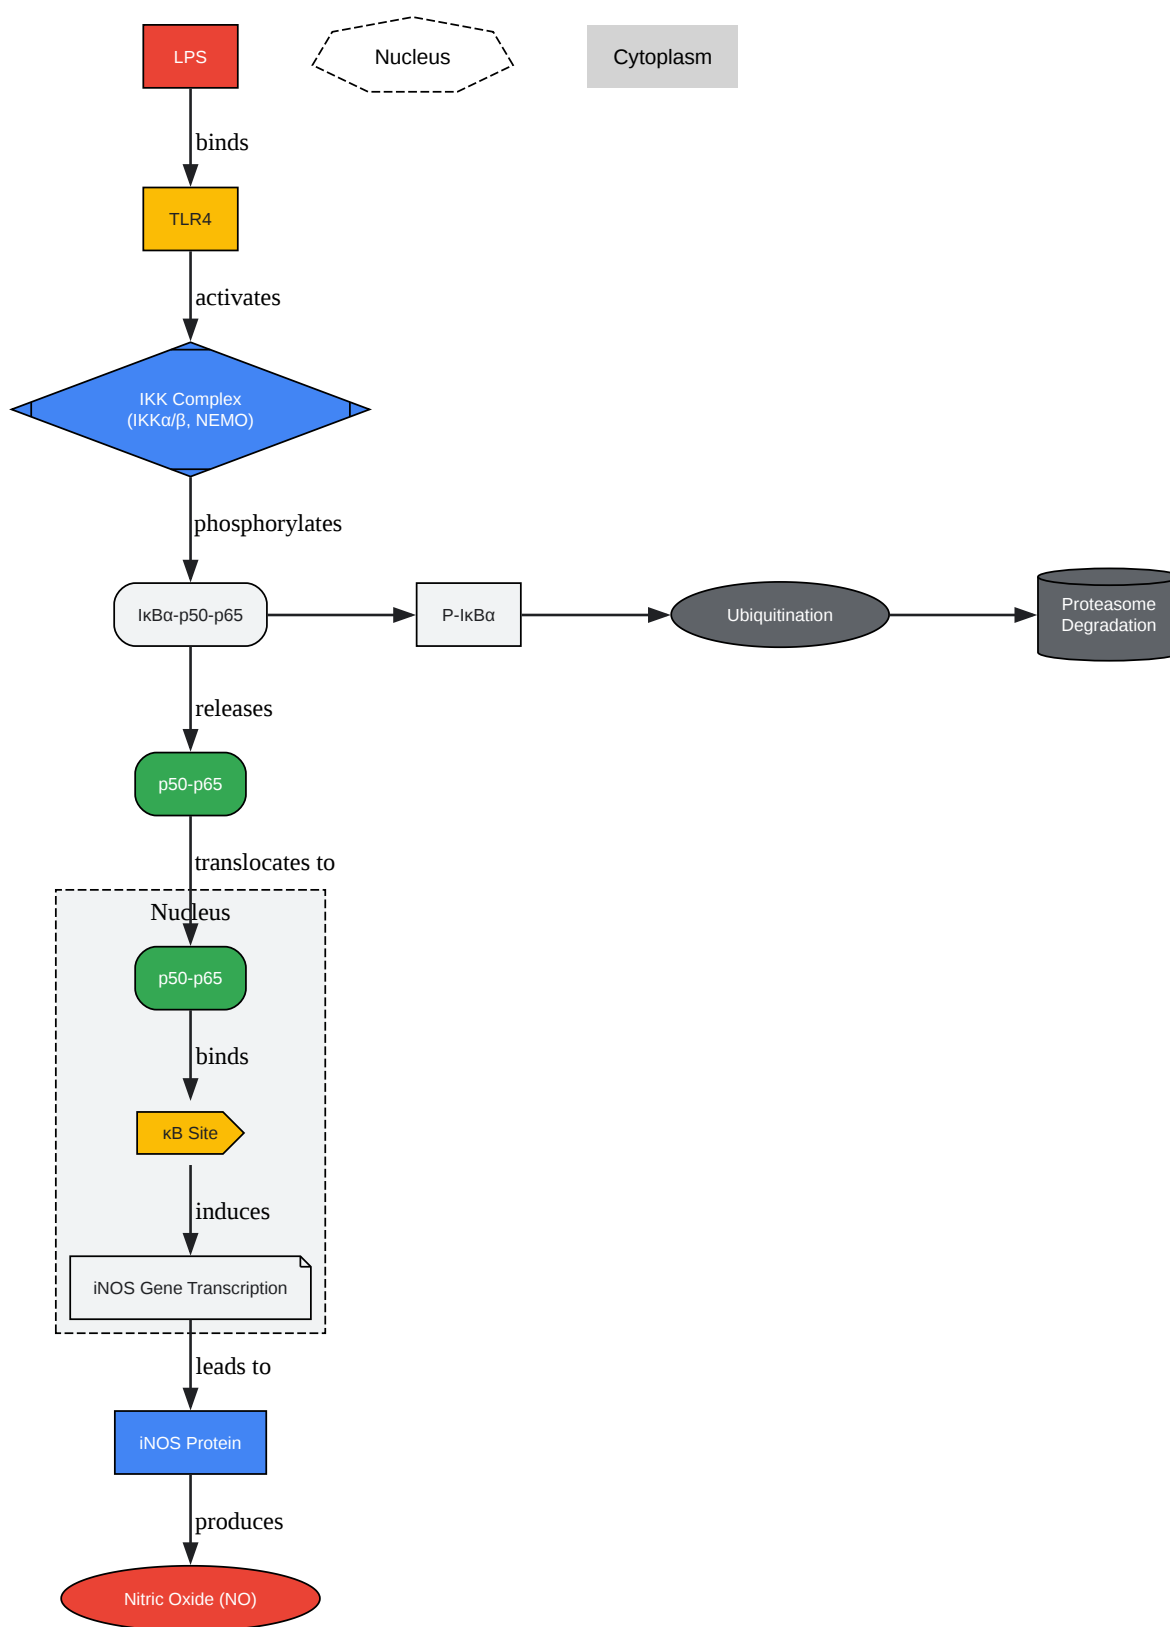 LPS
Nucleus
Cytoplasm
binds
TLR4
activates
IKK Complex
(IKKα/β, NEMO)
phosphorylates
IκBα-p50-p65
P-IκBα
Ubiquitination
Proteasome
Degradation
releases
p50-p65
translocates to
Nucleus
p50-p65
binds
κB Site
induces
iNOS Gene Transcription
leads to
iNOS Protein
produces
Nitric Oxide (NO)